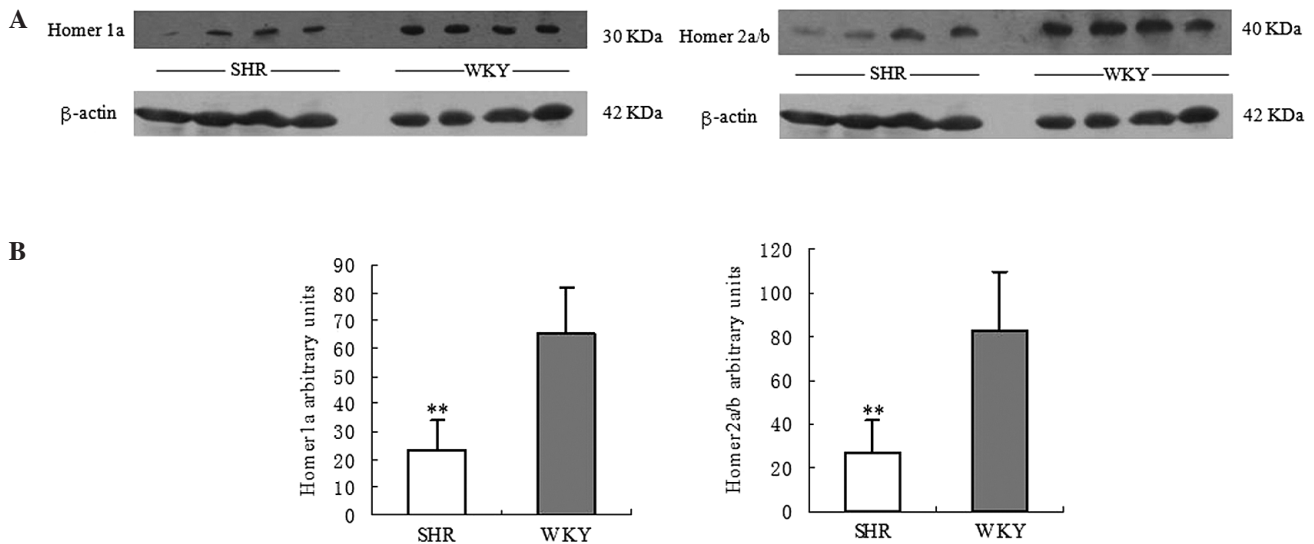 A
Homer 1a
30 KDa
SHR
WKY
β-actin
42 KDa
Homer 2a/b
40 KDa
SHR
WKY
β-actin
42 KDa
B
Homer1a arbitrary units
90
80
70
60
50
40
30
20
10
0
**
SHR
WKY
Homer2a/b arbitrary units
120
100
80
60
40
20
0
**
SHR
WKY